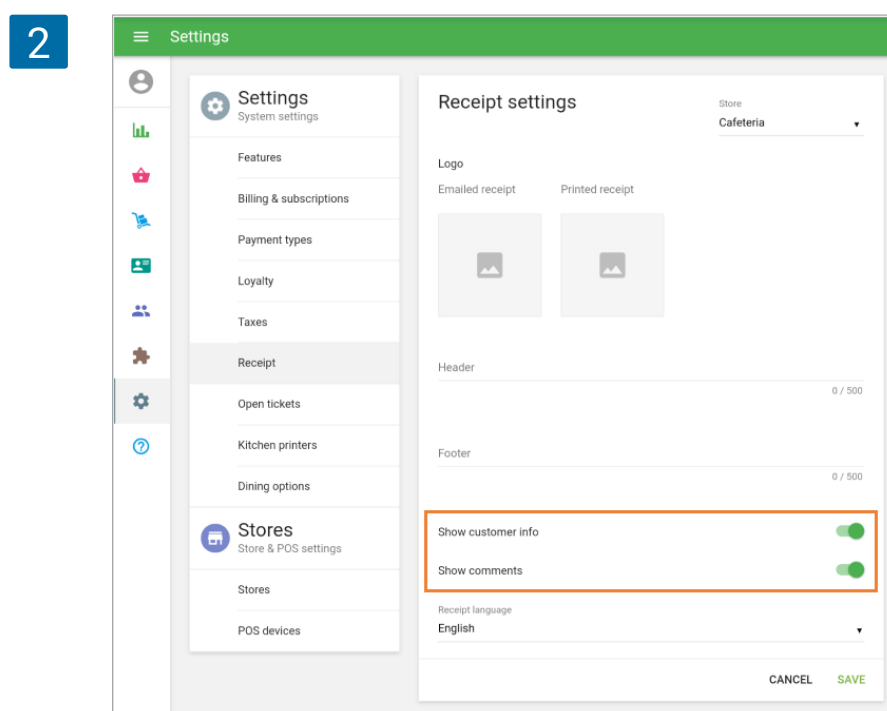 2
Settings
Settings
System settings
Features
Billing & subscriptions
Payment types
Loyalty
Taxes
Receipt
Open tickets
Kitchen printers
Dining options
Stores
Store & POS settings
Stores
POS devices
Receipt settings
Store
Cafeteria
Logo
Emailed receipt Printed receipt
Header
0 / 500
Footer
0 / 500
Show customer info
Show comments
Receipt language
English
CANCEL SAVE